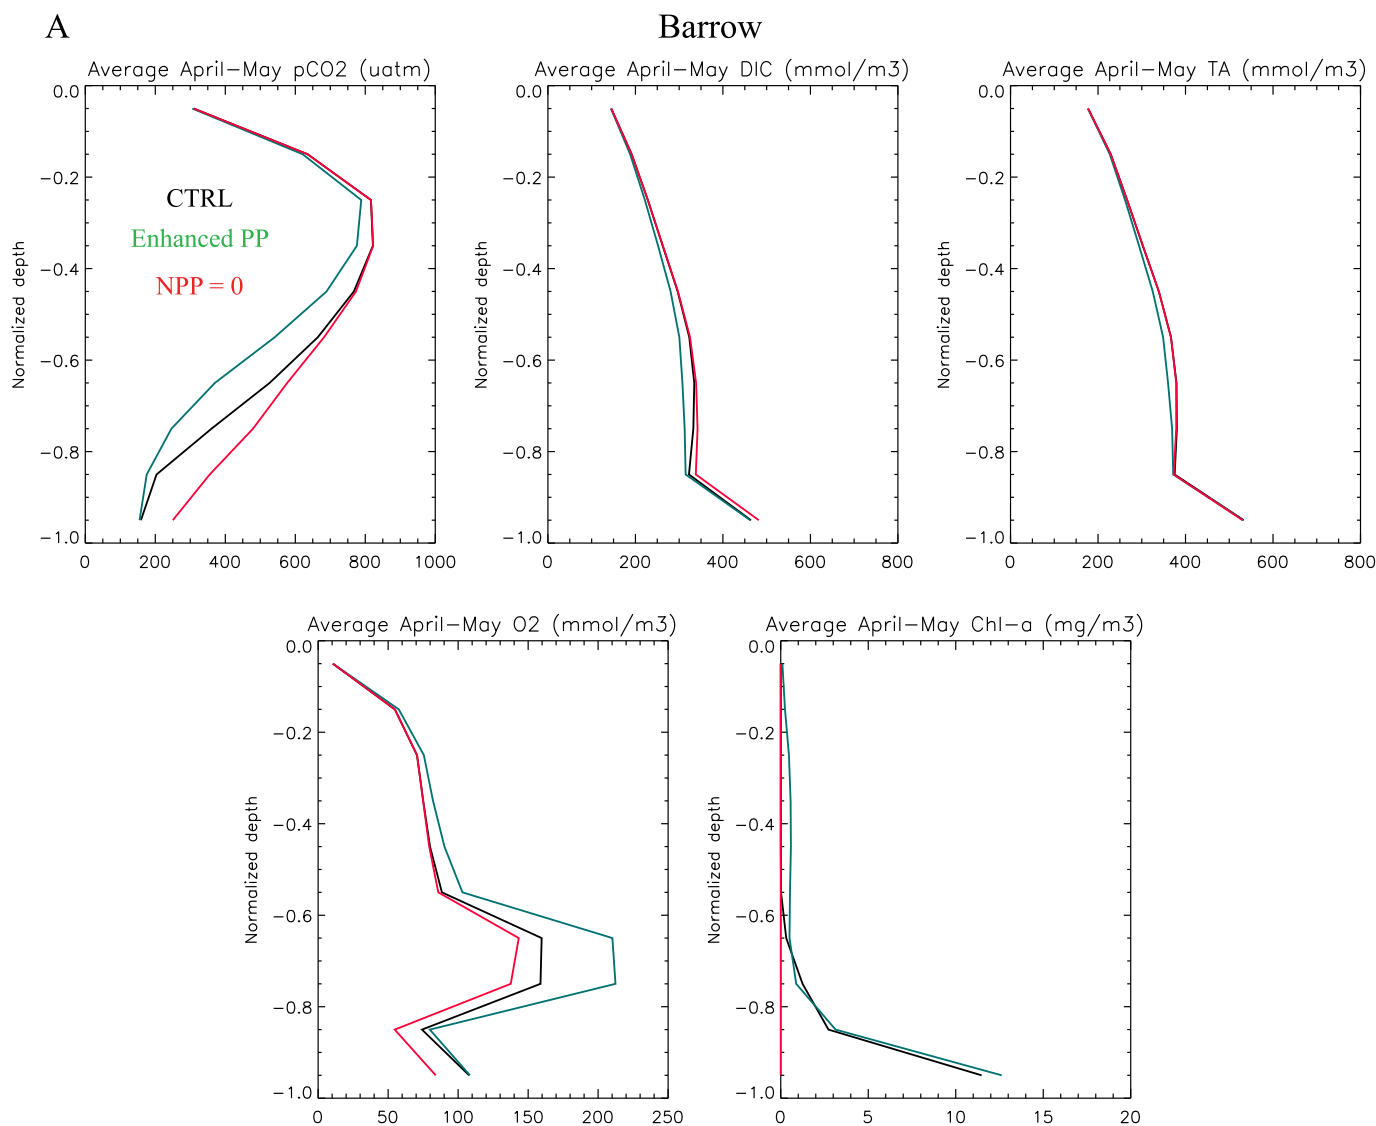 A
Barrow
Average April-May pCO2 (uatm)
0.0
-0.2
-0.4
-0.6
-0.8
-1.0
Normalized depth
CTRL
Enhanced PP
NPP = 0
0 200 400 600 800 1000
Average April-May DIC (mmol/m3)
0.0
-0.2
-0.4
-0.6
-0.8
-1.0
Normalized depth
0 200 400 600 800
Average April-May TA (mmol/m3)
0.0
-0.2
-0.4
-0.6
-0.8
-1.0
Normalized depth
0 200 400 600 800
Average April-May O2 (mmol/m3)
0.0
-0.2
-0.4
-0.6
-0.8
-1.0
Normalized depth
0 50 100 150 200 250
Average April-May Chl-a (mg/m3)
0.0
-0.2
-0.4
-0.6
-0.8
-1.0
Normalized depth
0 5 10 15 20